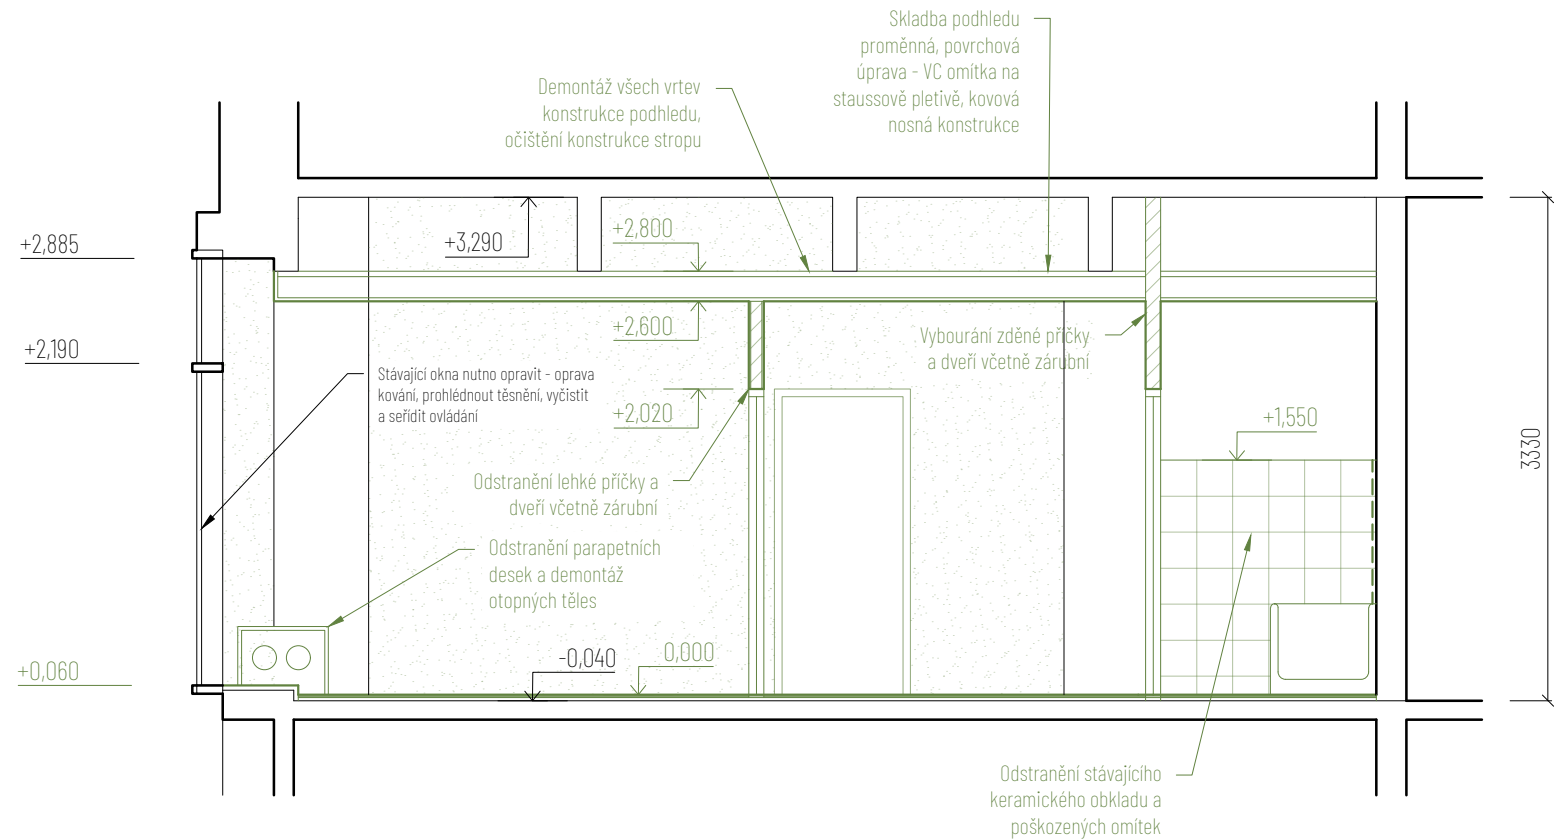 Skladba podhledu
proměnná, povrchová
úprava - VC omítka na
staussově pletivě, kovová
nosná konstrukce
Demontáž všech vrtev
konstrukce podhledu,
očištění konstrukce stropu
+2,885
+3,290
+2,800
+2,600
+2,190
Vybourání zděné příčky
a dveří včetně zárubní
Stávající okna nutno opravit - oprava
kování, prohlédnout těsnění, vyčistit
a seřídit ovládání
+2,020
+1,550
3330
Odstranění lehké příčky a
dveří včetně zárubní
Odstranění parapetních
desek a demontáž
otopných těles
+0,060
-0,040
0,000
Odstranění stávajícího
keramického obkladu a
poškozených omítek